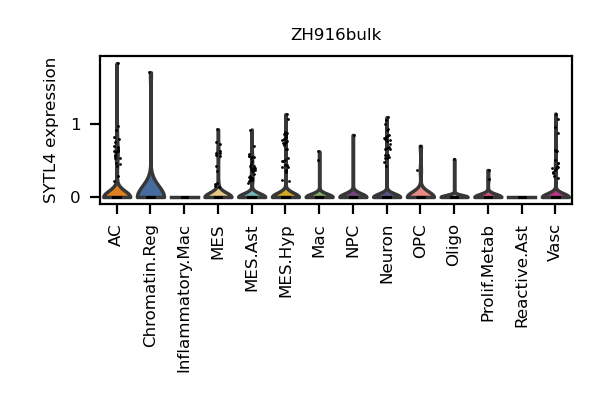 ZH916bulk
SYTL4 expression
1
0
AC
Chromatin.Reg
Inflammatory.Mac
MES
MES.Ast
MES.Hyp
Mac
NPC
Neuron
OPC
Oligo
Prolif.Metab
Reactive.Ast
Vasc